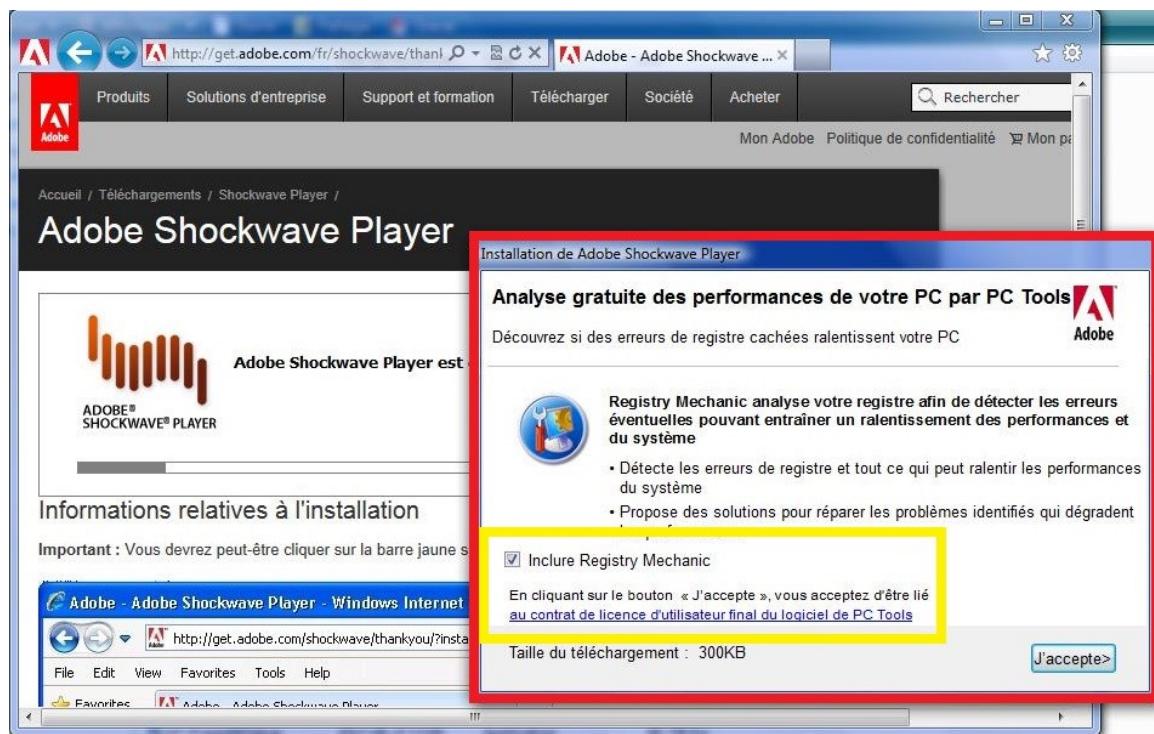 http://get.adobe.com/fr/shockwave/thanl
Adobe - Adobe Shockwave ...
Produits Solutions d'entreprise Support et formation Télécharger Société Acheter Rechercher
Adobe
Mon Adobe Politique de confidentialité Mon
Accueil / Téléchargements / Shockwave Player /
Adobe Shockwave Player
Adobe Shockwave Player est
ADOBE®
SHOCKWAVE® PLAYER
Informations relatives à l'installation
Important : Vous devrez peut-être cliquer sur la barre jaune
Adobe - Adobe Shockwave Player - Windows Internet
http://get.adobe.com/shockwave/thankyou/?insta
File Edit View Favorites Tools Help
Favorites Adobe - Adobe Shockwave Player
Installation de Adobe Shockwave Player
Analyse gratuite des performances de votre PC par PC Tools
Adobe
Découvrez si des erreurs de registre cachées ralentissent votre PC
Registry Mechanic analyse votre registre afin de détecter les erreurs
éventuelles pouvant entraîner un ralentissement des performances et
du système
• Détecte les erreurs de registre et tout ce qui peut ralentir les performances
du système
• Propose des solutions pour réparer les problèmes identifiés qui dégradent
Inclure Registry Mechanic
En cliquant sur le bouton « J'accepte », vous acceptez d'être lié
au contrat de licence d'utilisateur final du logiciel de PC Tools
Taille du téléchargement : 300KB
J'accepte>